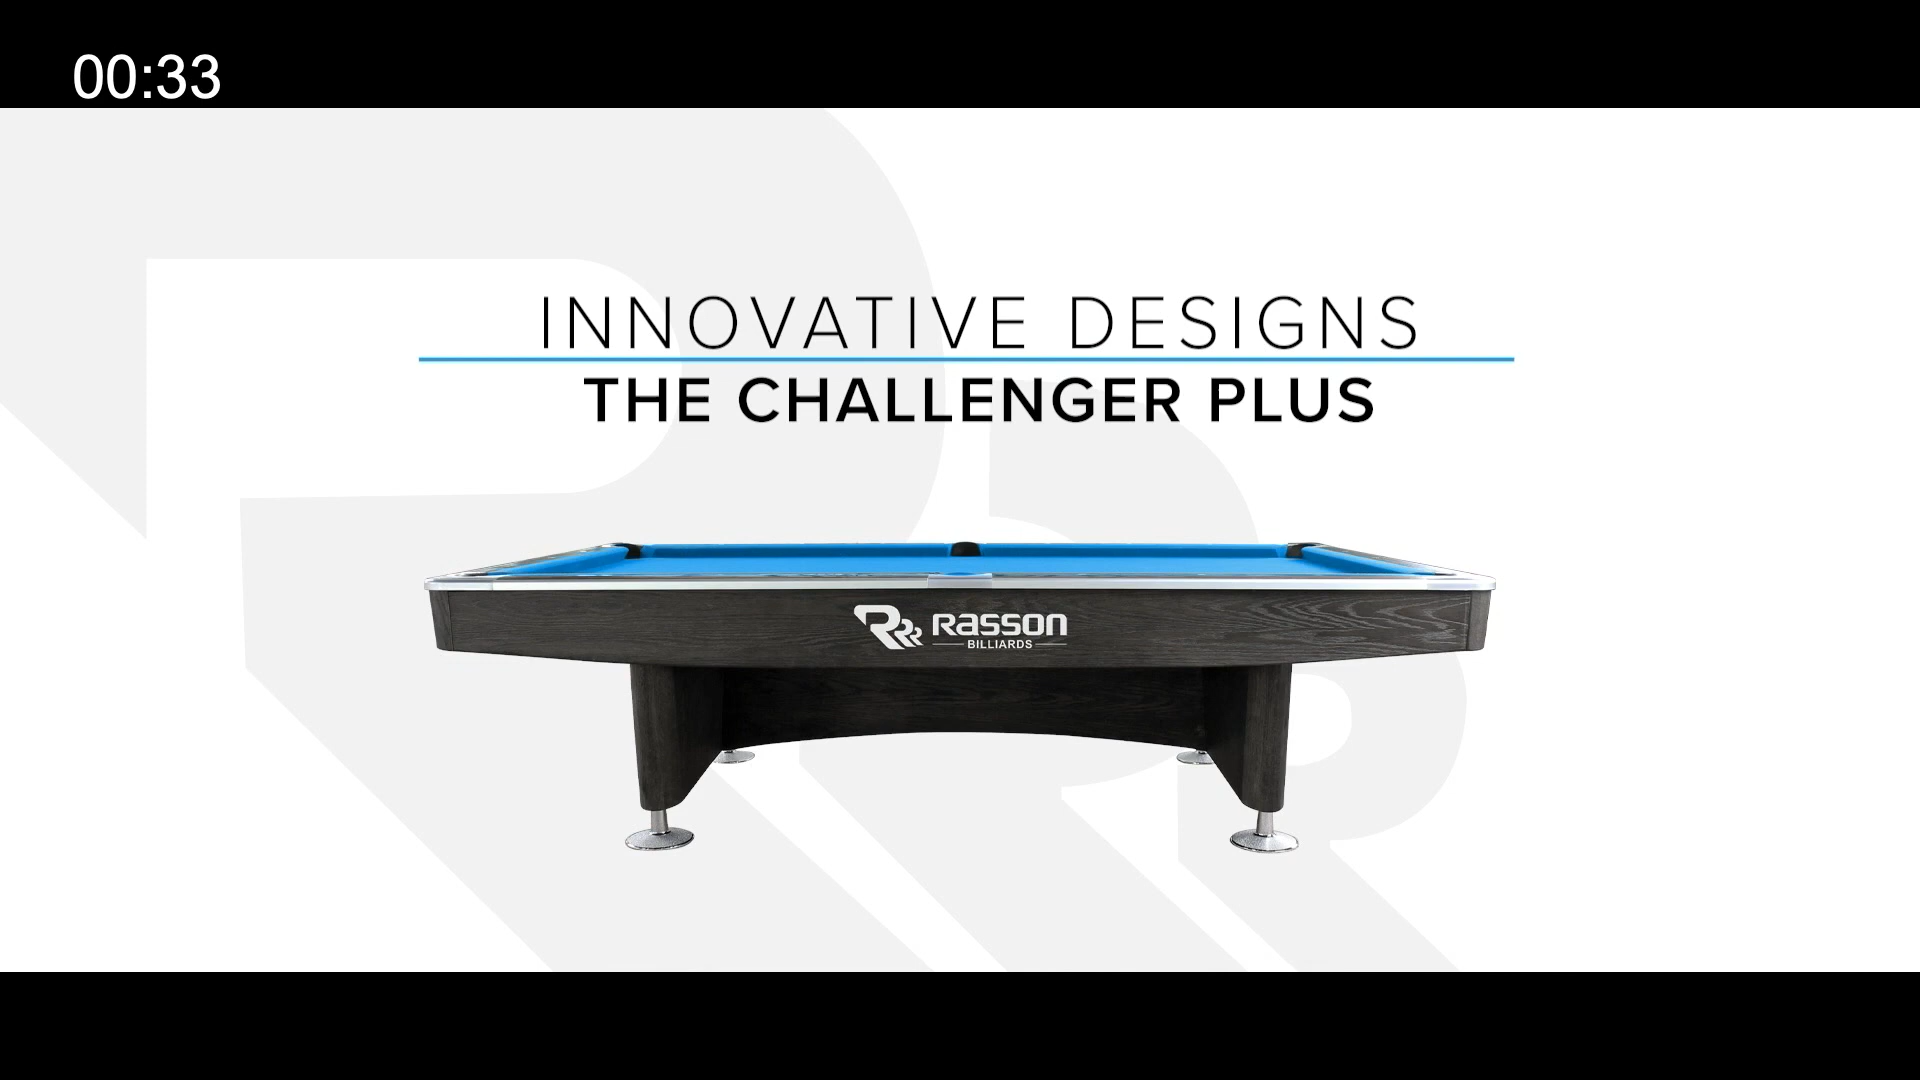 00:33
INNOVATIVE DESIGNS
THE CHALLENGER PLUS
RASSON
BILLIARDS